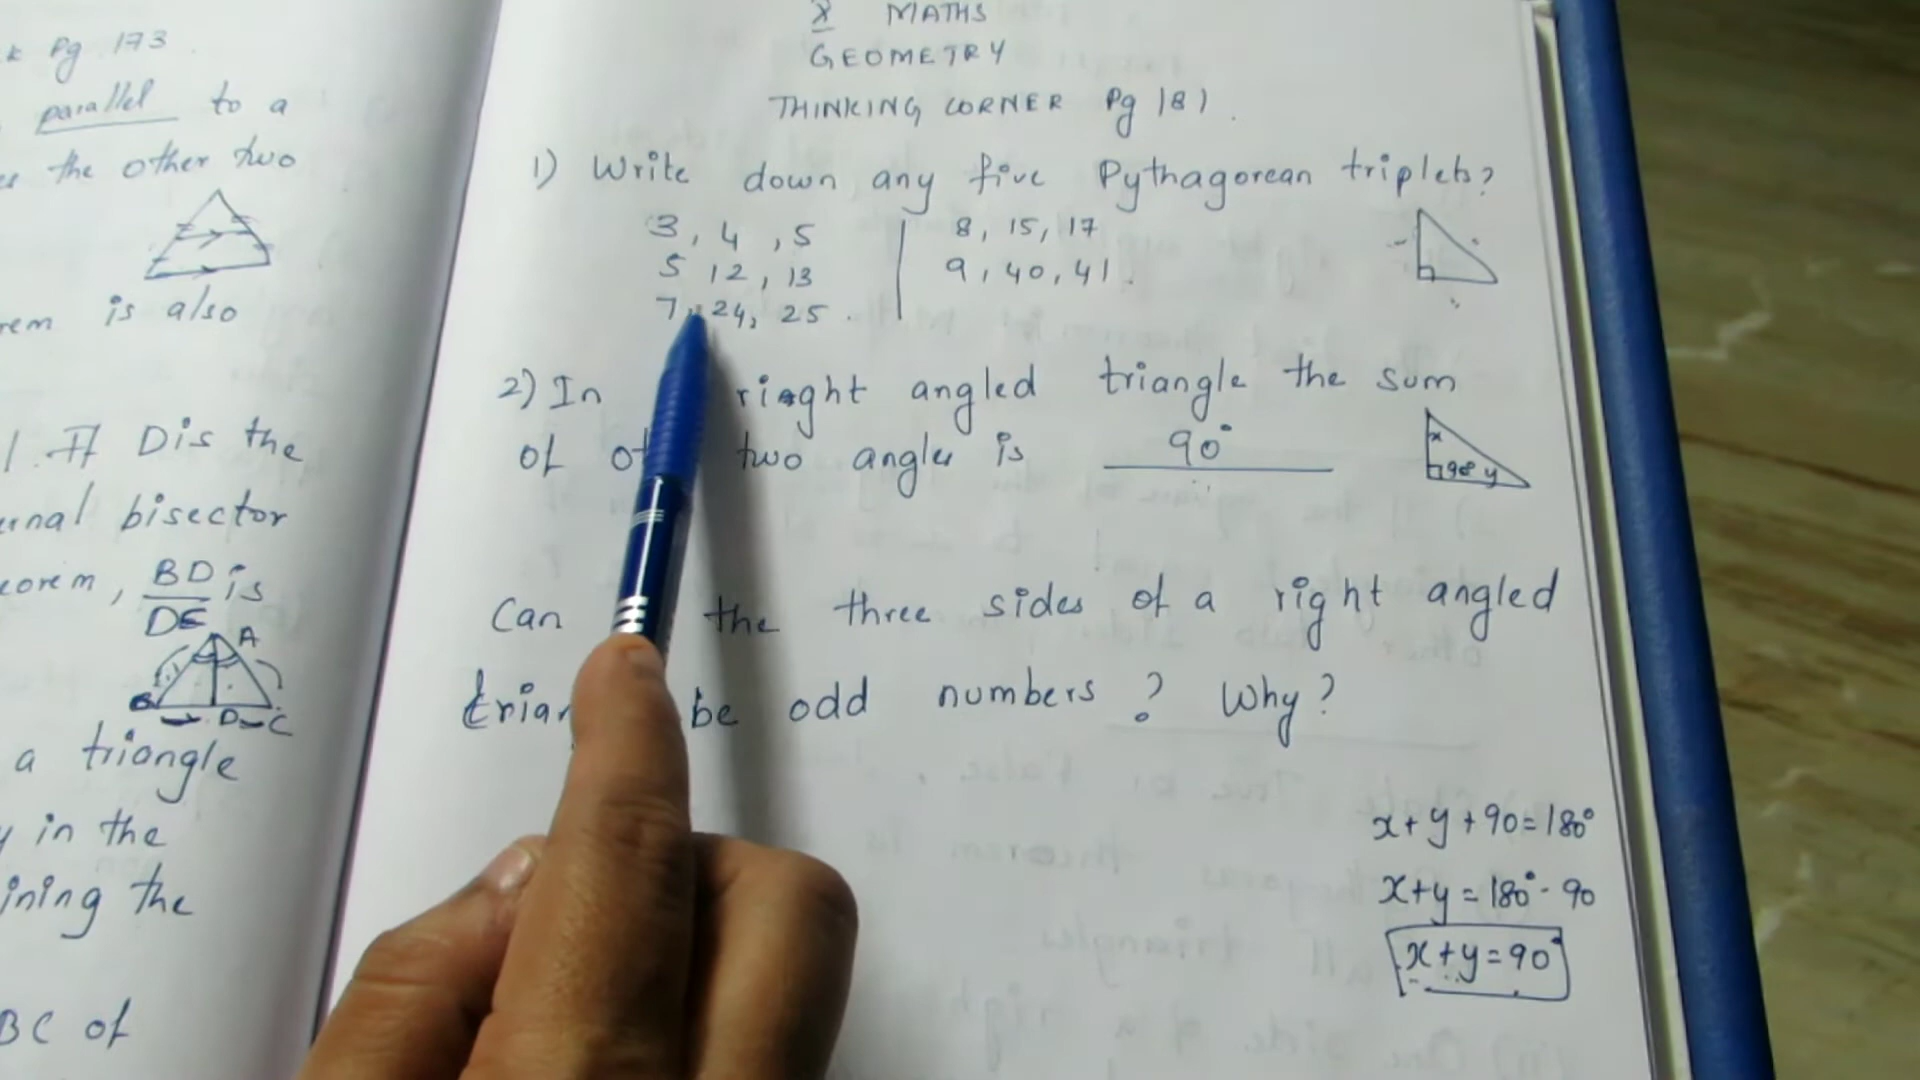 k Pg 173
parallel to a
the other two
is also
1. If D is the
bisector
BD is
DE
A
B D C
a triangle
in the
the
BC of
X MATHS
GEOMETRY
THINKING CORNER Pg 181.
1) Write down any five Pythagorean triplets?
3, 4, 5 8, 15, 17
5 12, 13 9, 40, 41.
7, 24, 25.
2) In right angled triangle the sum
of two angles is 90°
x
90° y
Can the three sides of a right angled
be odd numbers? Why?
x + y + 90 = 180°
x + y = 180° - 90
x + y = 90°